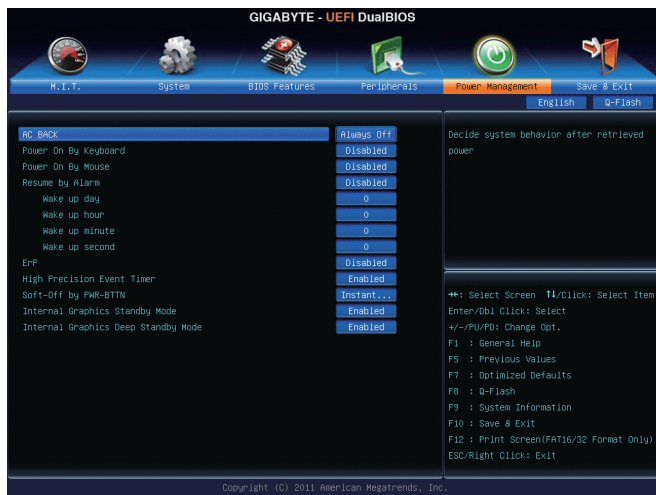 GIGABYTE - UEFI DualBIOS
M.I.T. System BIOS Features Peripherals Power Management Save & Exit
English Q-Flash
AC BACK Always Off
Power On By Keyboard Disabled
Power On By Mouse Disabled
Resume by Alarm Disabled
Wake up day 0
Wake up hour 0
Wake up minute 0
Wake up second 0
ErP Disabled
High Precision Event Timer Enabled
Soft-Off by PWR-BTTN Instant...
Internal Graphics Standby Mode Enabled
Internal Graphics Deep Standby Mode Enabled
Decide system behavior after retrieved
power
→←: Select Screen ↑↓/Click: Select Item
Enter/Dbl Click: Select
+/-/PU/PD: Change Opt.
F1 : General Help
F5 : Previous Values
F7 : Optimized Defaults
F8 : Q-Flash
F9 : System Information
F10 : Save & Exit
F12 : Print Screen(FAT16/32 Format Only)
ESC/Right Click: Exit
Copyright (C) 2011 American Megatrends, Inc.